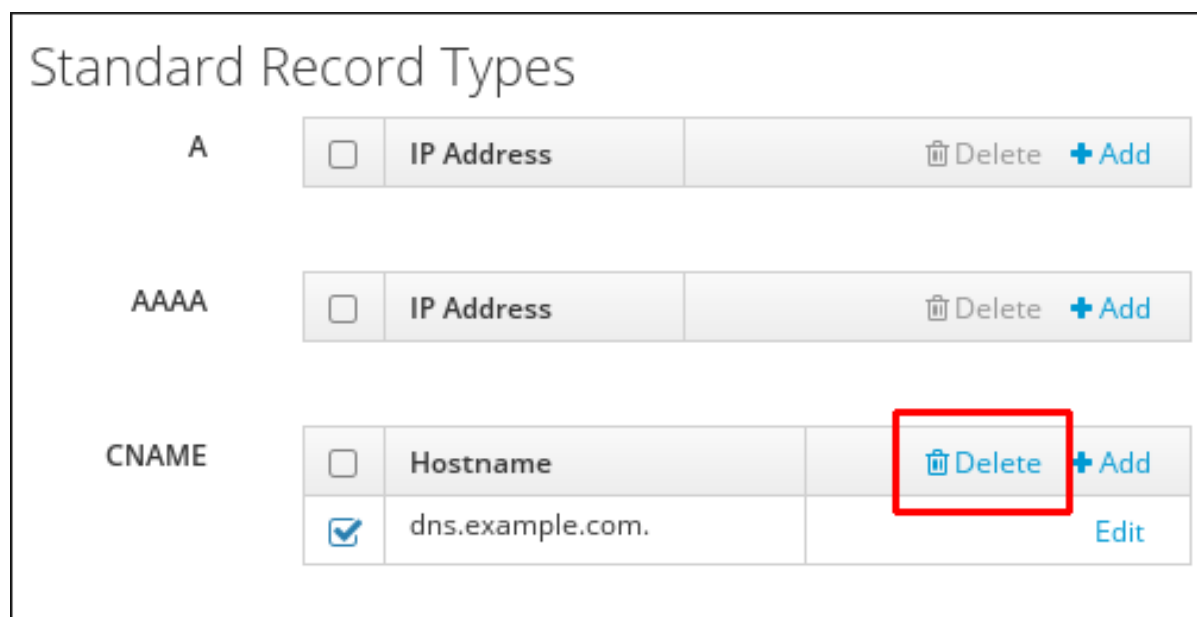 Standard Record Types
A IP Address Delete Add
AAAA IP Address Delete Add
CNAME Hostname Delete Add
dns.example.com. Edit